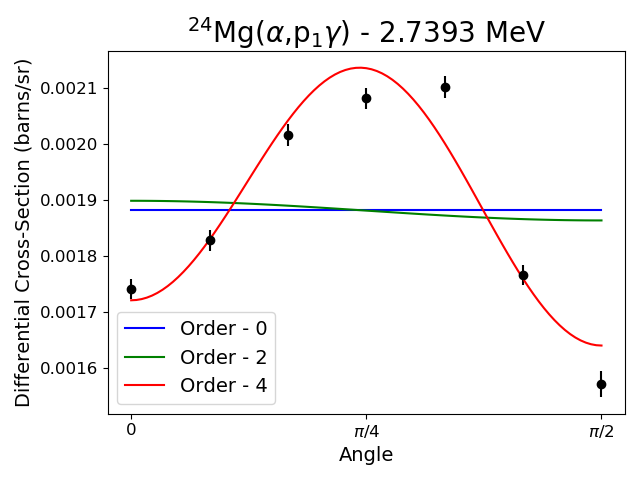 ²⁴Mg(α,p₁γ) - 2.7393 MeV
Differential Cross-Section (barns/sr)
0.0021
0.0020
0.0019
0.0018
0.0017
0.0016
Order - 0
Order - 2
Order - 4
0
π/4
π/2
Angle